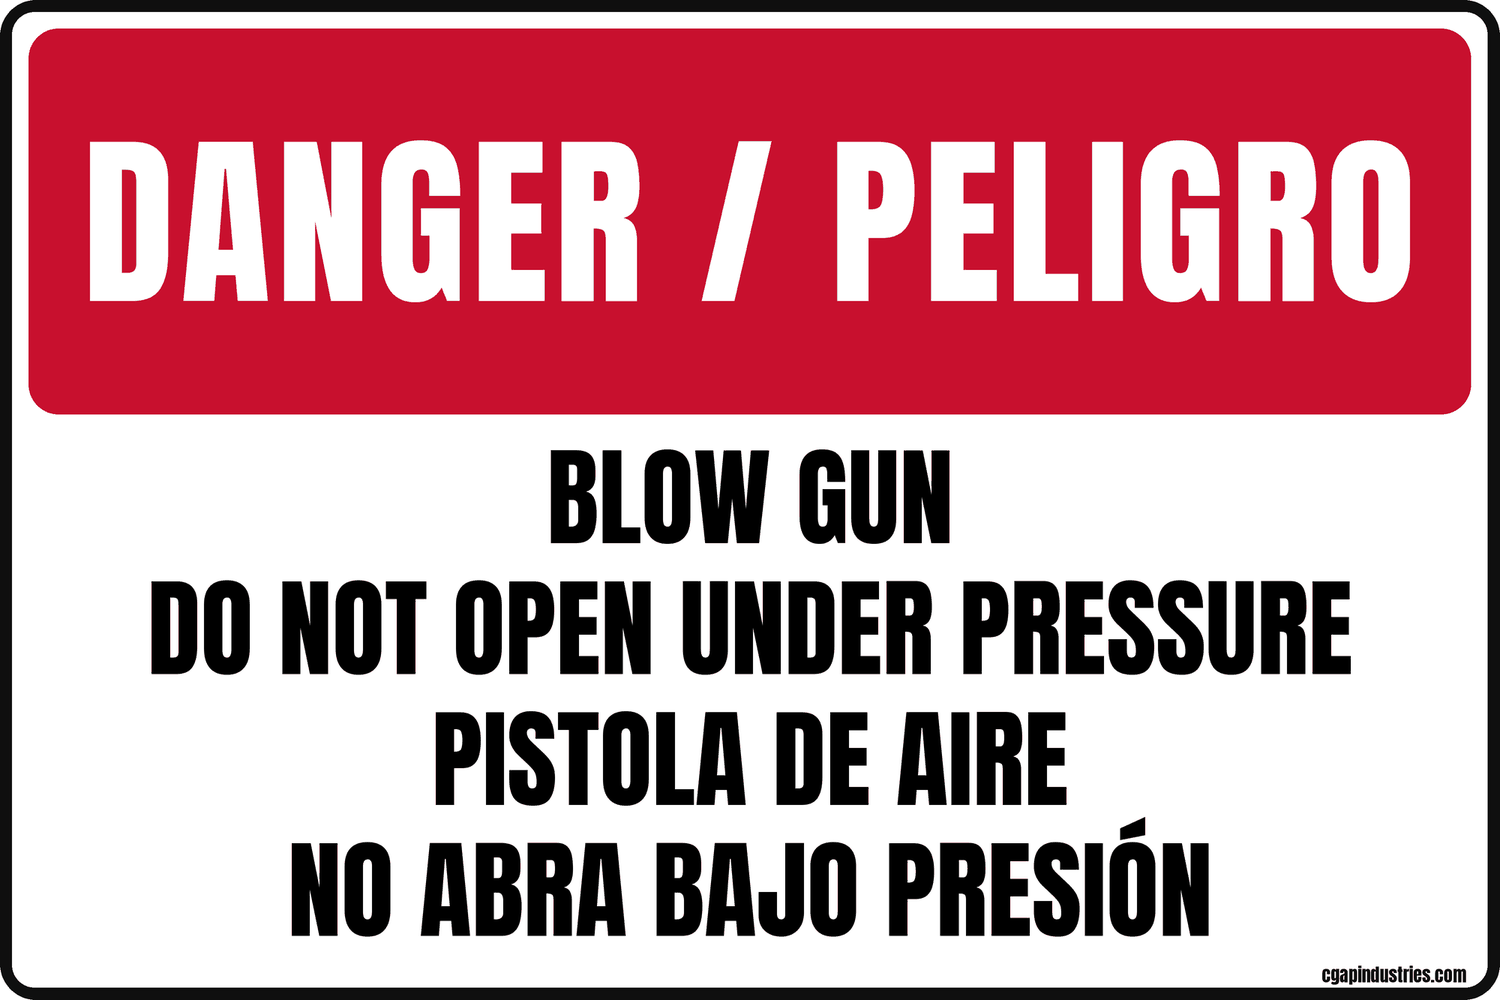 DANGER / PELIGRO
BLOW GUN
DO NOT OPEN UNDER PRESSURE
PISTOLA DE AIRE
NO ABRA BAJO PRESIÓN
cgapindustries.com